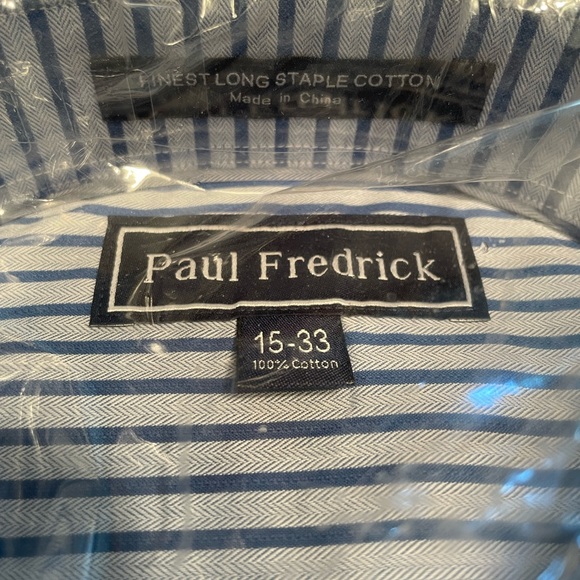 FINEST LONG STAPLE COTTON
Made in China
Paul Fredrick
15-33
100% Cotton